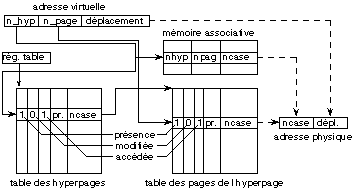 adresse virtuelle
n_hyp n_page déplacement
mémoire associative
rég. table
nhyp npag ncase
1 0 1 pr. ncase
1 0 1 pr. ncase
ncase dépl.
présence
modifiée
accédée
adresse physique
table des hyperpages
table des pages de l hyperpage